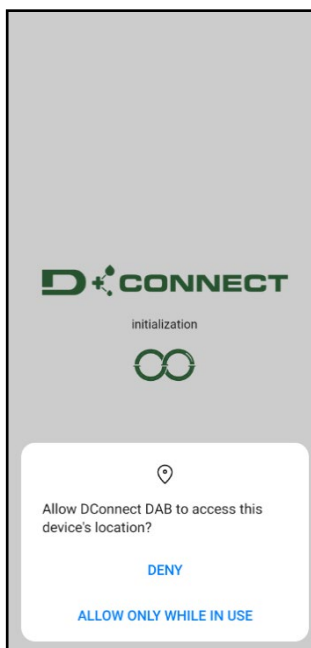 D CONNECT
initialization
Allow DConnect DAB to access this
device's location?
DENY
ALLOW ONLY WHILE IN USE